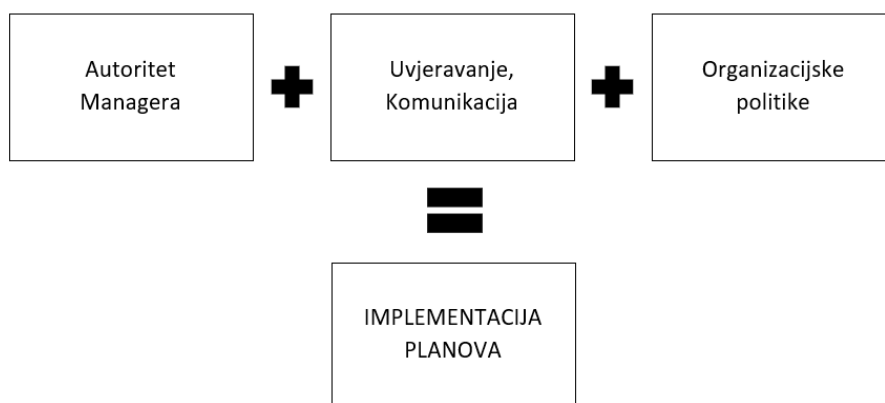 Autoritet
Managera
Uvjeravanje,
Komunikacija
Organizacijske
politike
IMPLEMENTACIJA
PLANOVA